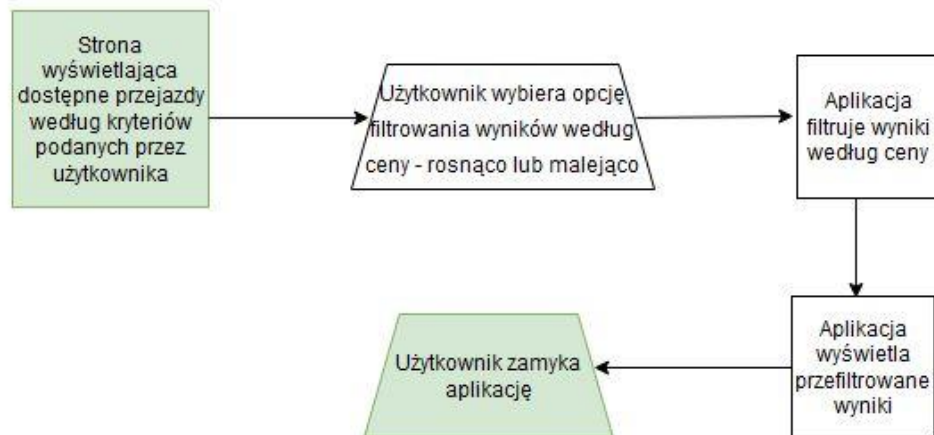 Strona
wyświetlająca
dostępne przejazdy
według kryteriów
podanych przez
użytkownika
Użytkownik wybiera opcję
filtrowania wyników według
ceny - rosnąco lub malejąco
Aplikacja
filtruje wyniki
według ceny
Aplikacja
wyświetla
przefiltrowane
wyniki
Użytkownik zamyka
aplikację